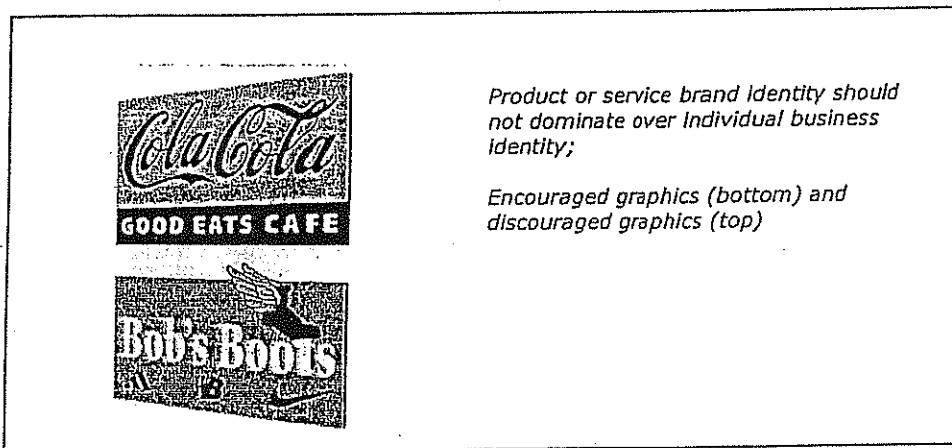 Cola Cola
GOOD EATS CAFE
Bob's Boots
B
Product or service brand identity should
not dominate over individual business
identity;
Encouraged graphics (bottom) and
discouraged graphics (top)